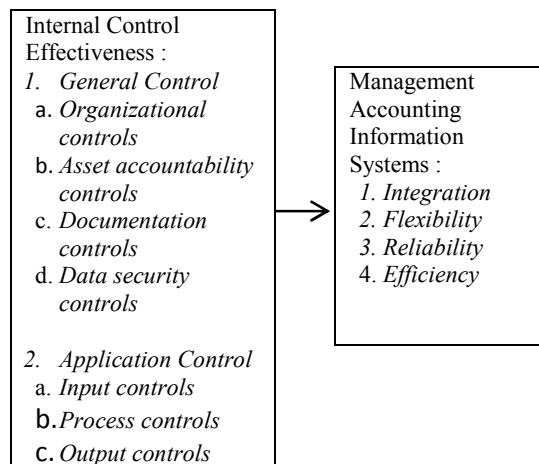 Internal Control
Effectiveness :
1. General Control
a. Organizational
controls
b. Asset accountability
controls
c. Documentation
controls
d. Data security
controls
2. Application Control
a. Input controls
b. Process controls
c. Output controls
Management
Accounting
Information
Systems :
1. Integration
2. Flexibility
3. Reliability
4. Efficiency